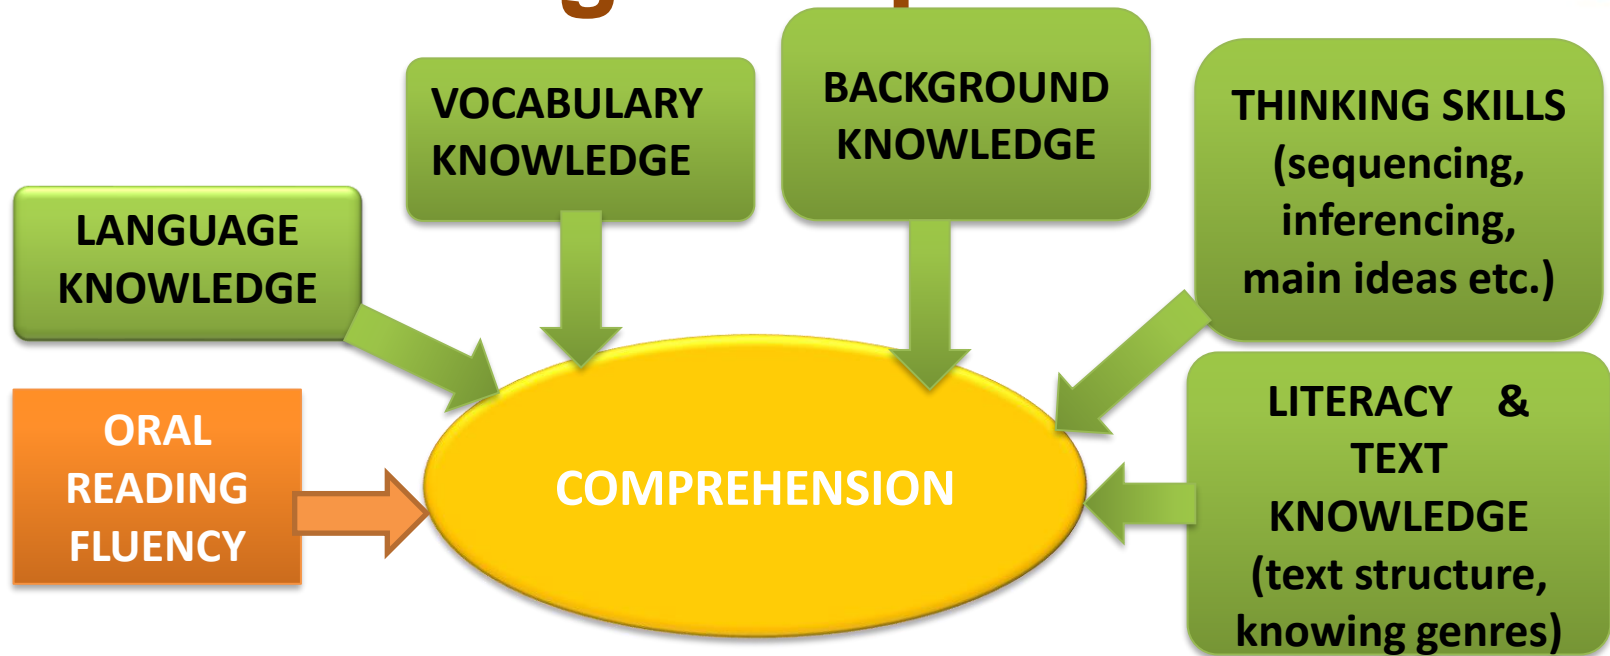 VOCABULARY
KNOWLEDGE
BACKGROUND
KNOWLEDGE
THINKING SKILLS
(sequencing,
inferencing,
main ideas etc.)
LANGUAGE
KNOWLEDGE
ORAL
READING
FLUENCY
COMPREHENSION
LITERACY &
TEXT
KNOWLEDGE
(text structure,
knowing genres)